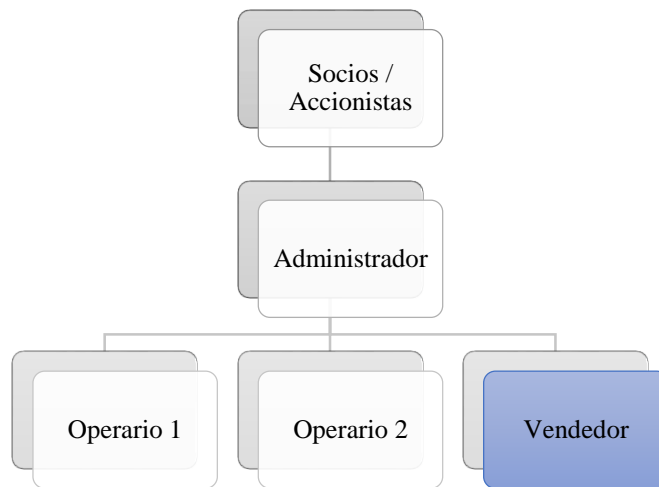 Socios /
Accionistas
Administrador
Operario 1
Operario 2
Vendedor